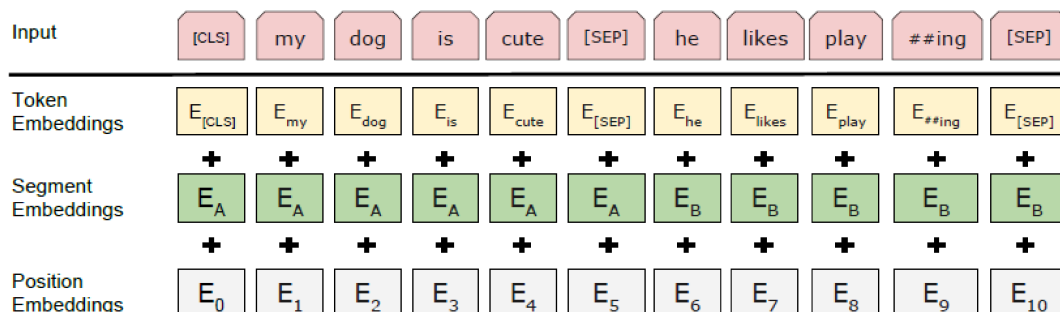 Input [CLS] my dog is cute [SEP] he likes play ##ing [SEP]
Token Embeddings E[CLS] Emy Edog Eis Ecute E[SEP] Ehe Elikes Eplay E##ing E[SEP]
+ + + + + + + + + + +
Segment Embeddings EA EA EA EA EA EA EB EB EB EB EB
+ + + + + + + + + + +
Position Embeddings E0 E1 E2 E3 E4 E5 E6 E7 E8 E9 E10